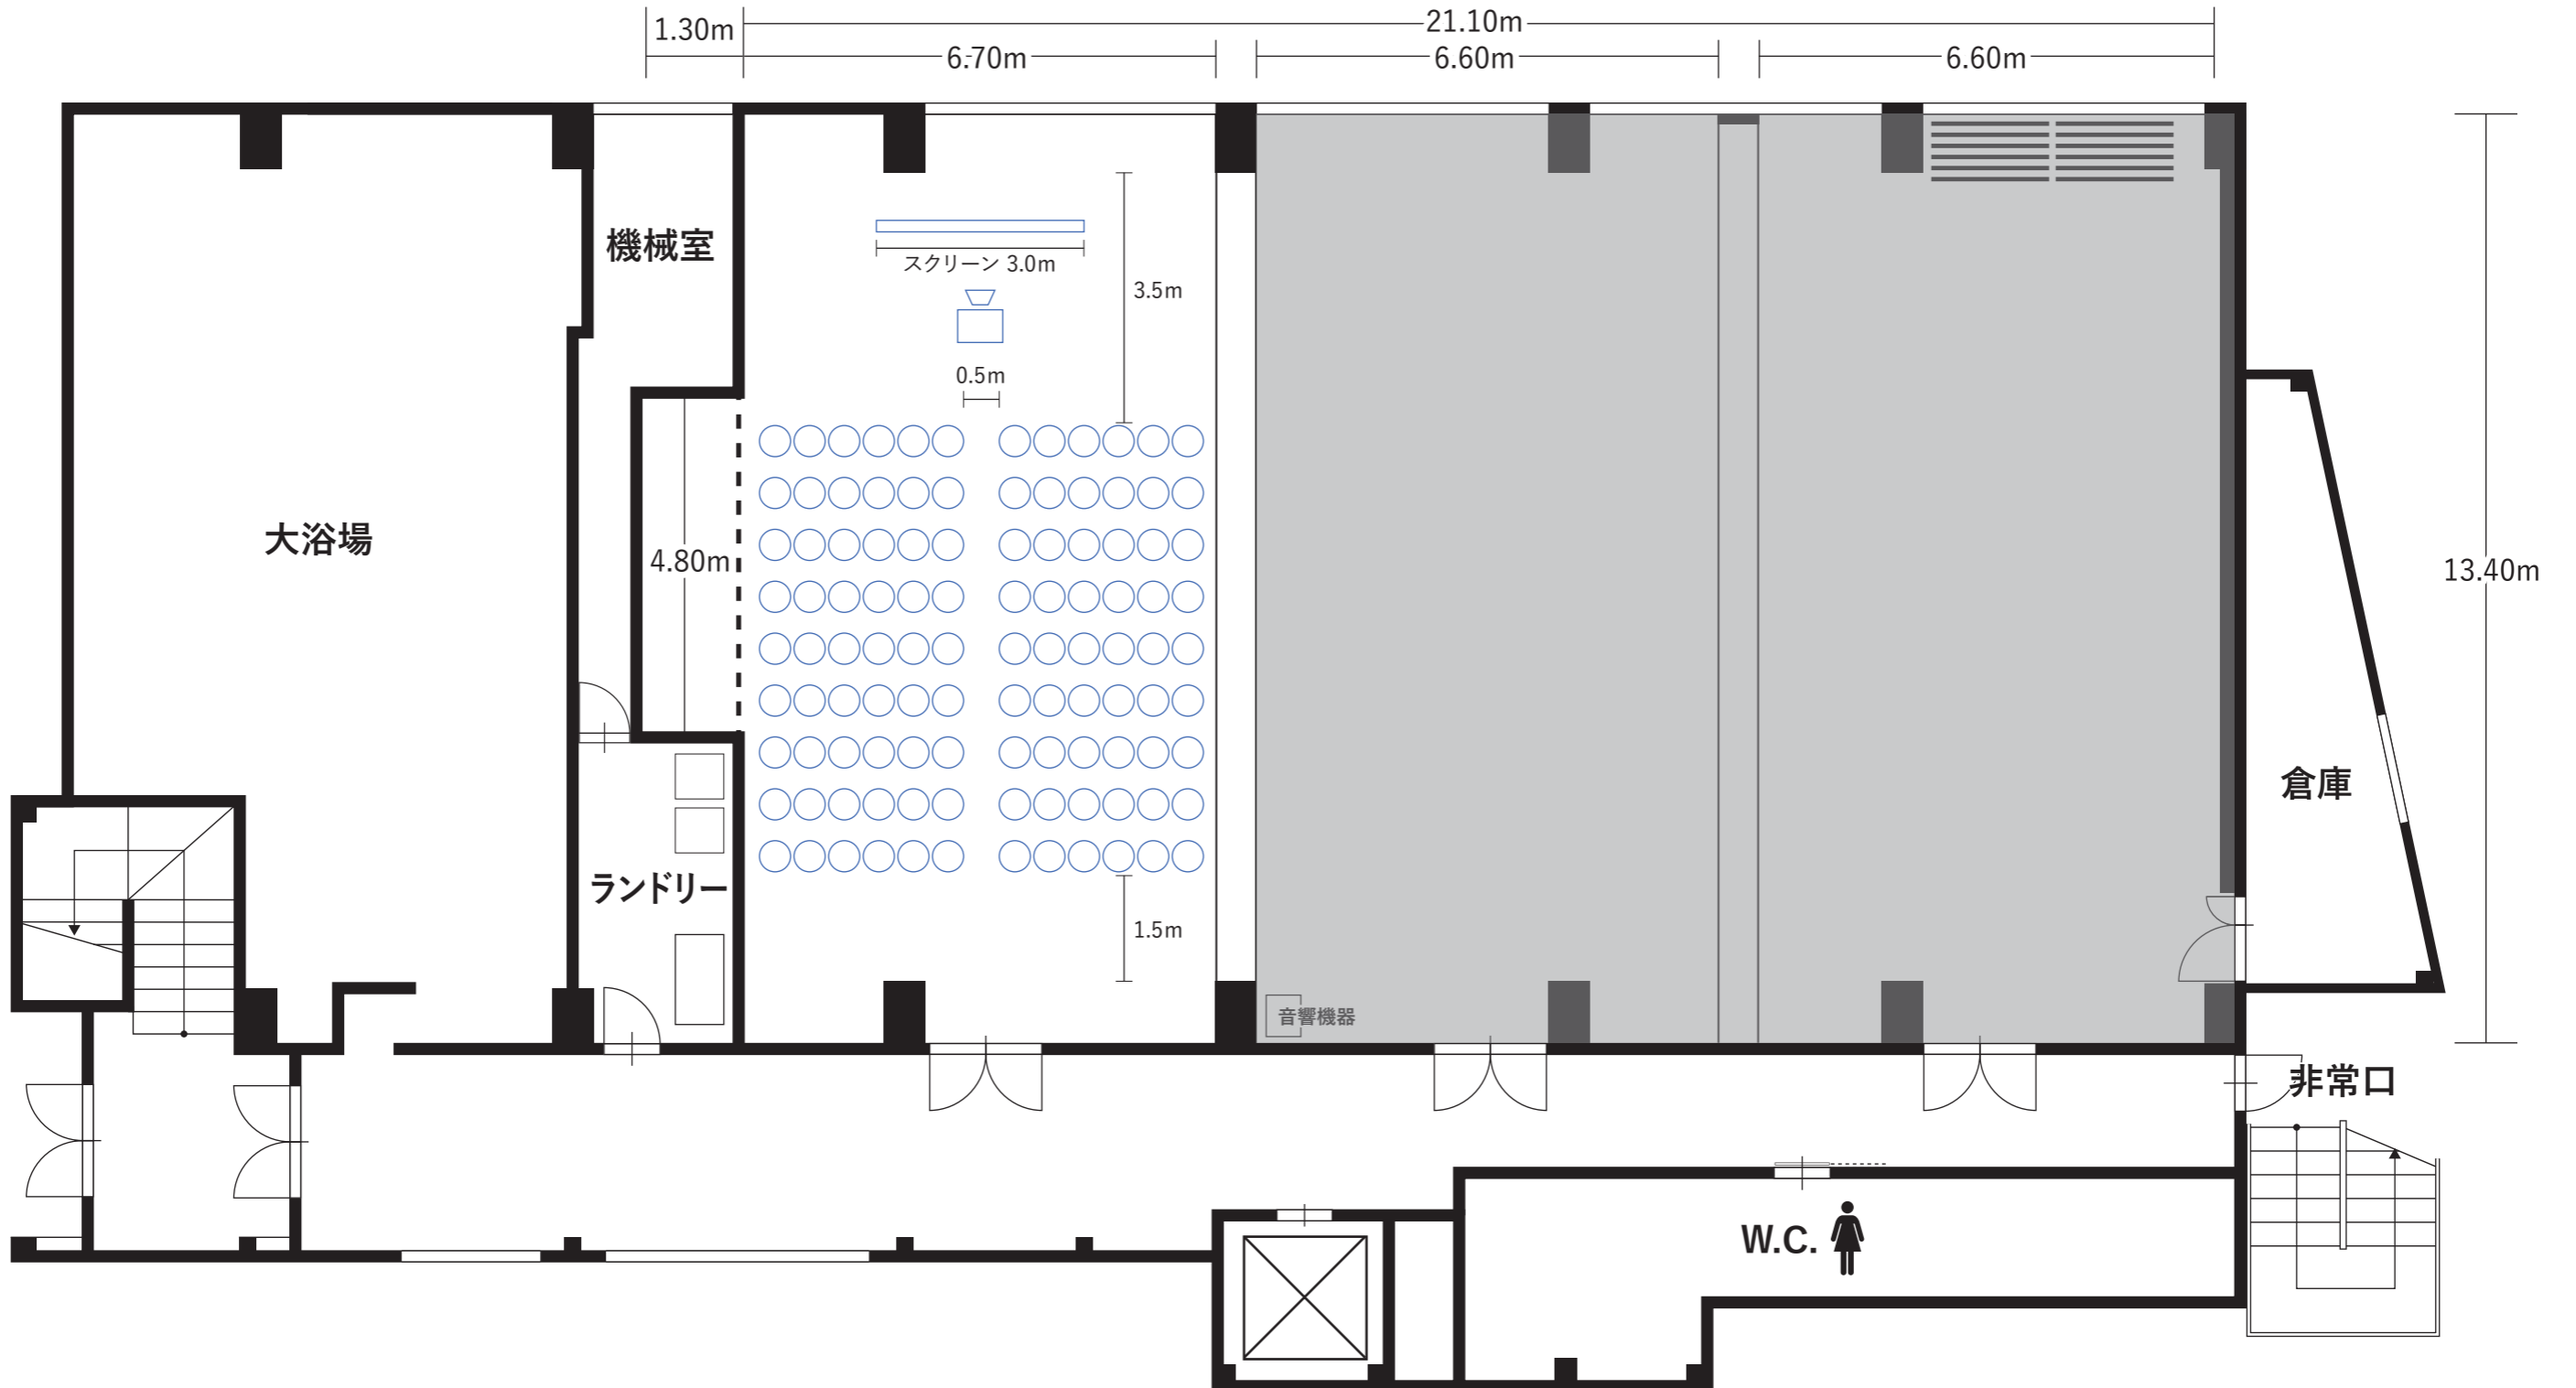 1.30m
21.10m
6.70m
6.60m
6.60m
機械室
スクリーン 3.0m
3.5m
0.5m
大浴場
4.80m
13.40m
倉庫
ランドリー
1.5m
音響機器
非常口
W.C.